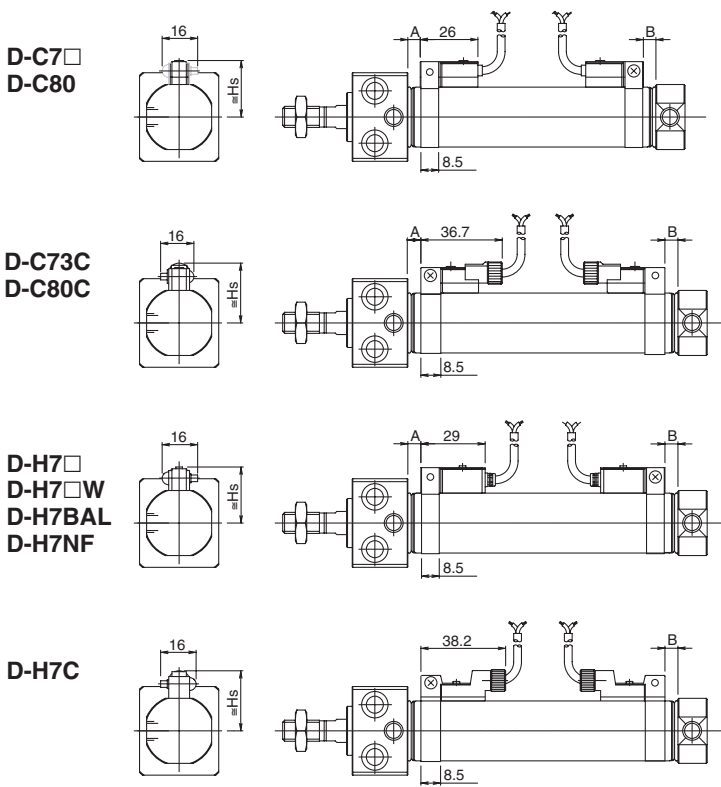 D-C7□
D-C80
16
≅Hs
A 26 B
8.5
D-C73C
D-C80C
16
≅Hs
A 36.7 B
8.5
D-H7□
D-H7□W
D-H7BAL
D-H7NF
16
≅Hs
A 29 B
8.5
D-H7C
16
≅Hs
38.2 B
8.5